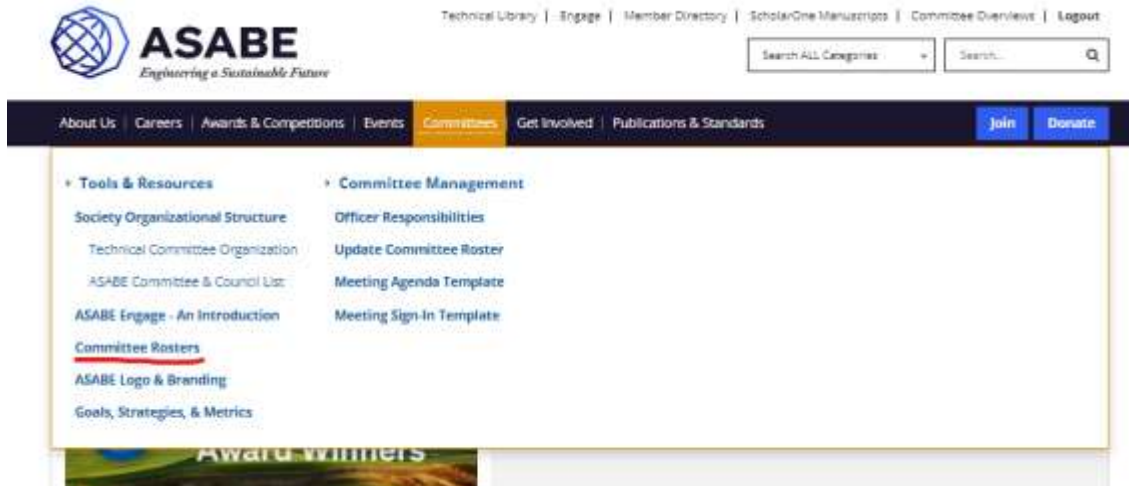 Technical Library | Engage | Member Directory | ScholarOne Manuscripts | Committee Overviews | Logout
ASABE
Engineering a Sustainable Future
Search ALL Categories
Search...
About Us | Careers | Awards & Competitions | Events Committees Get Involved | Publications & Standards
Join Donate
Tools & Resources
Society Organizational Structure
Technical Committee Organization
ASABE Committee & Council List
ASABE Engage - An Introduction
Committee Rosters
ASABE Logo & Branding
Goals, Strategies, & Metrics
Committee Management
Officer Responsibilities
Update Committee Roster
Meeting Agenda Template
Meeting Sign-In Template
Award Winners